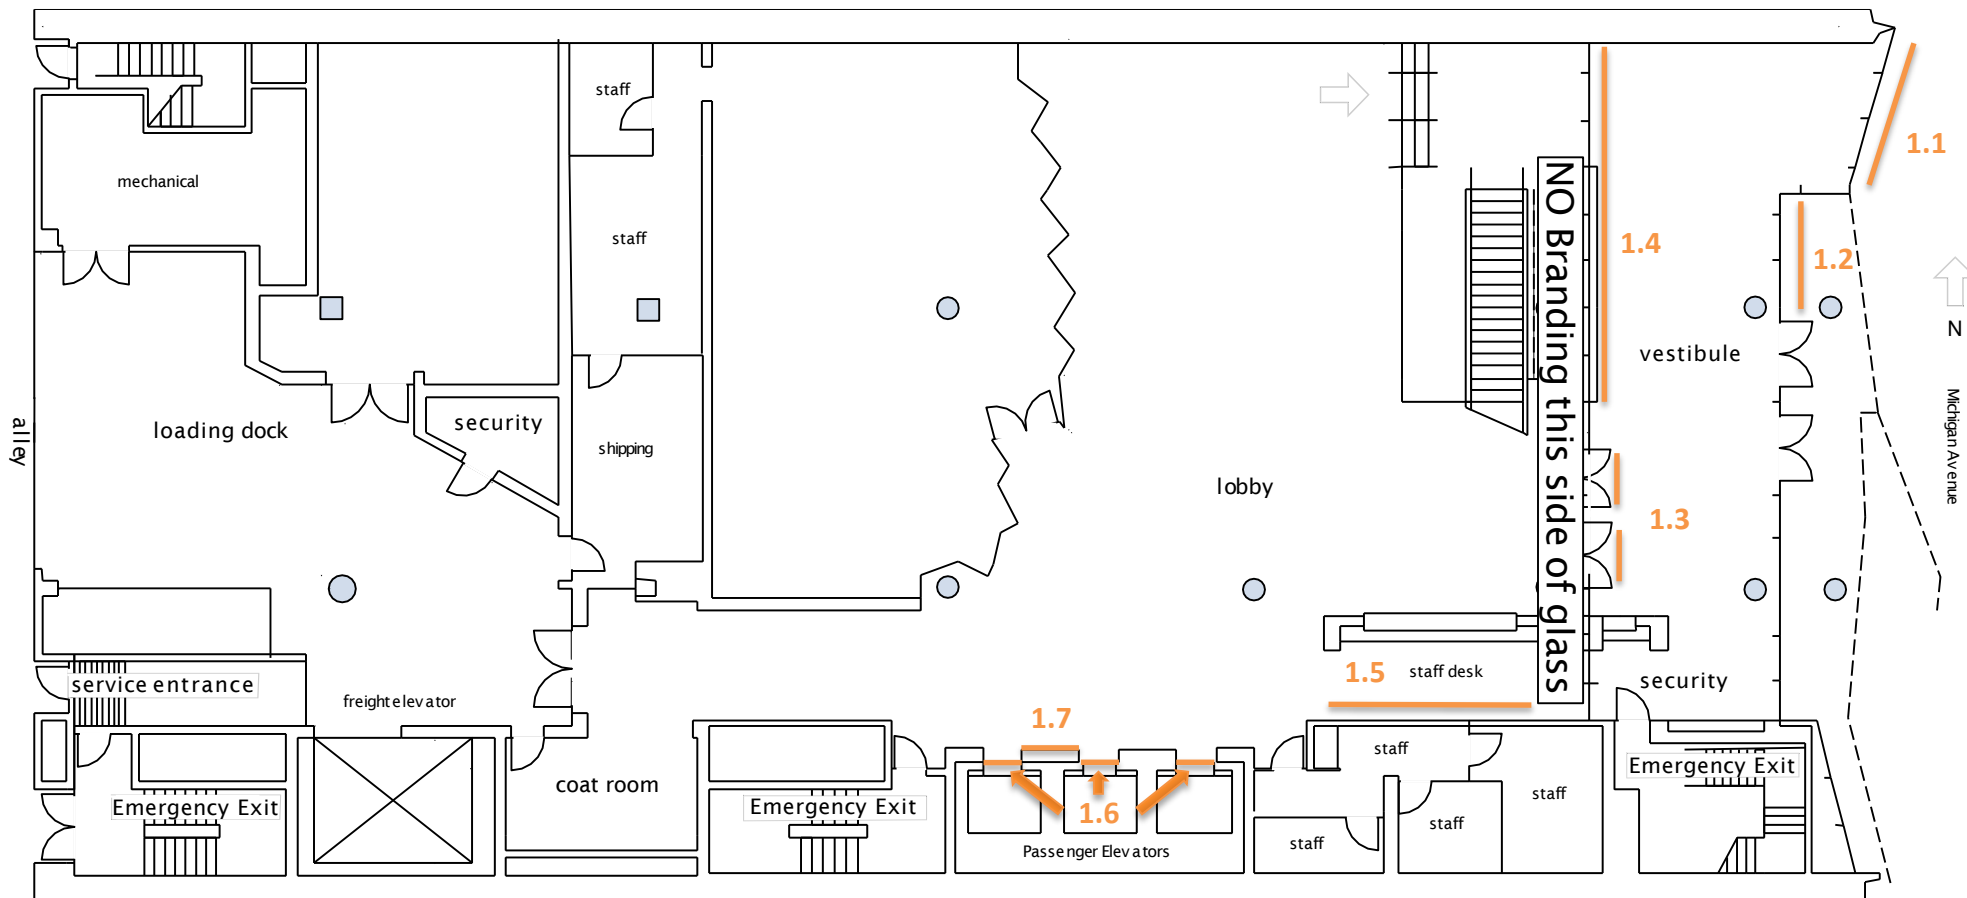 staff
1.1
mechanical
NO Branding this side of glass
staff
1.4
1.2
N
vestibule
Michigan Avenue
alley
loading dock
security
shipping
lobby
1.3
service entrance
freight elevator
1.5
staff desk
security
1.7
staff
Emergency Exit
coat room
Emergency Exit
Emergency Exit
1.6
staff
staff
staff
Passenger Elevators